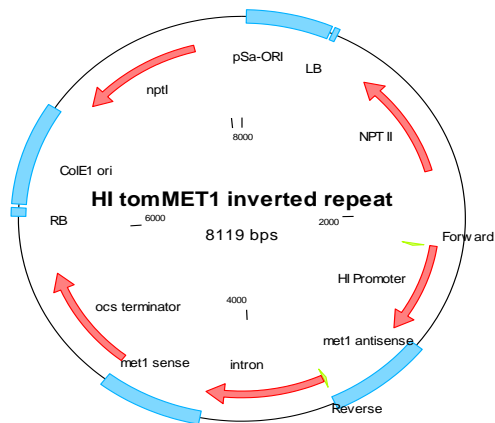 pSa-ORI
LB
nptI
NPT II
8000
ColE1 ori
HI tomMET1 inverted repeat
RB
6000
8119 bps
2000
Forward
HI Promoter
ocs terminator
4000
met1 antisense
met1 sense
intron
Reverse